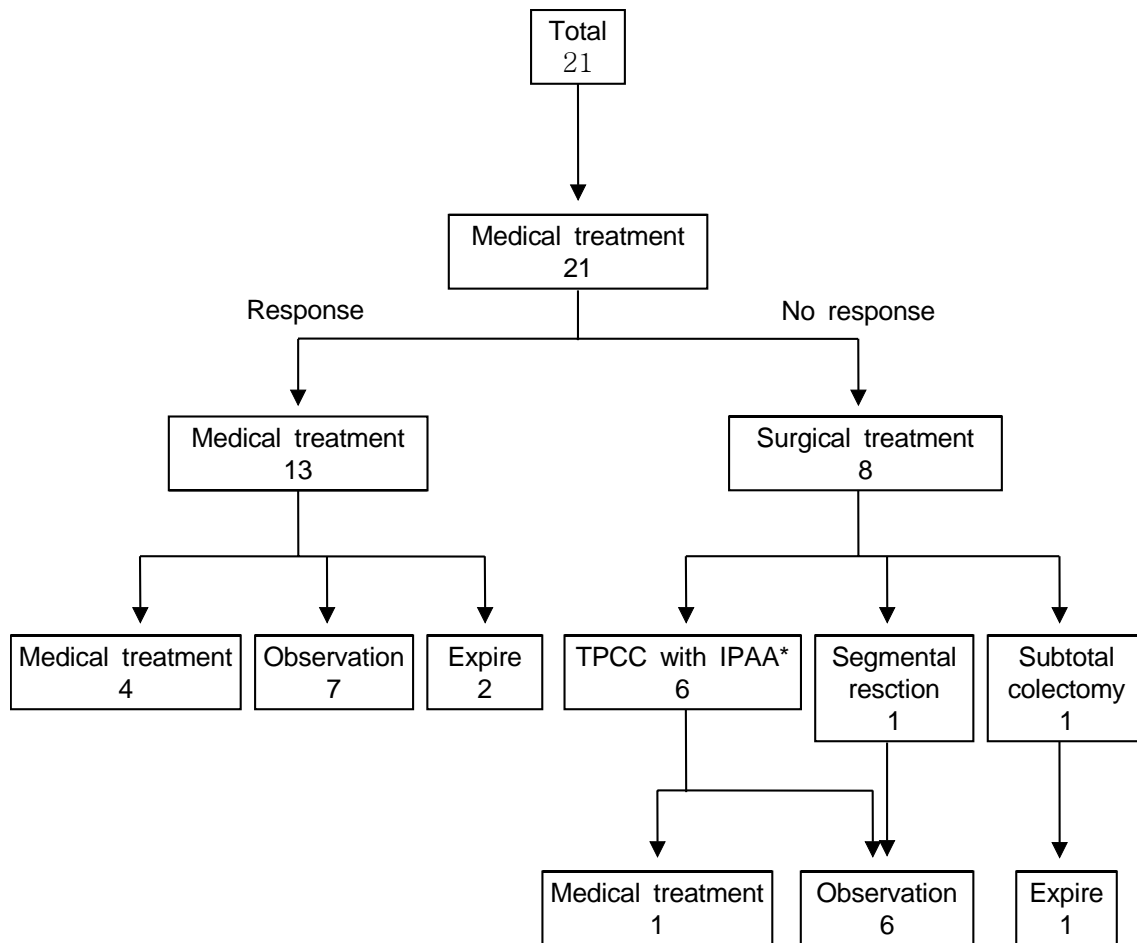 Total
21
Medical treatment
21
Response
No response
Medical treatment
13
Surgical treatment
8
Medical treatment
4
Observation
7
Expire
2
TPCC with IPAA*
6
Segmental
resction
1
Subtotal
colectomy
1
Medical treatment
1
Observation
6
Expire
1